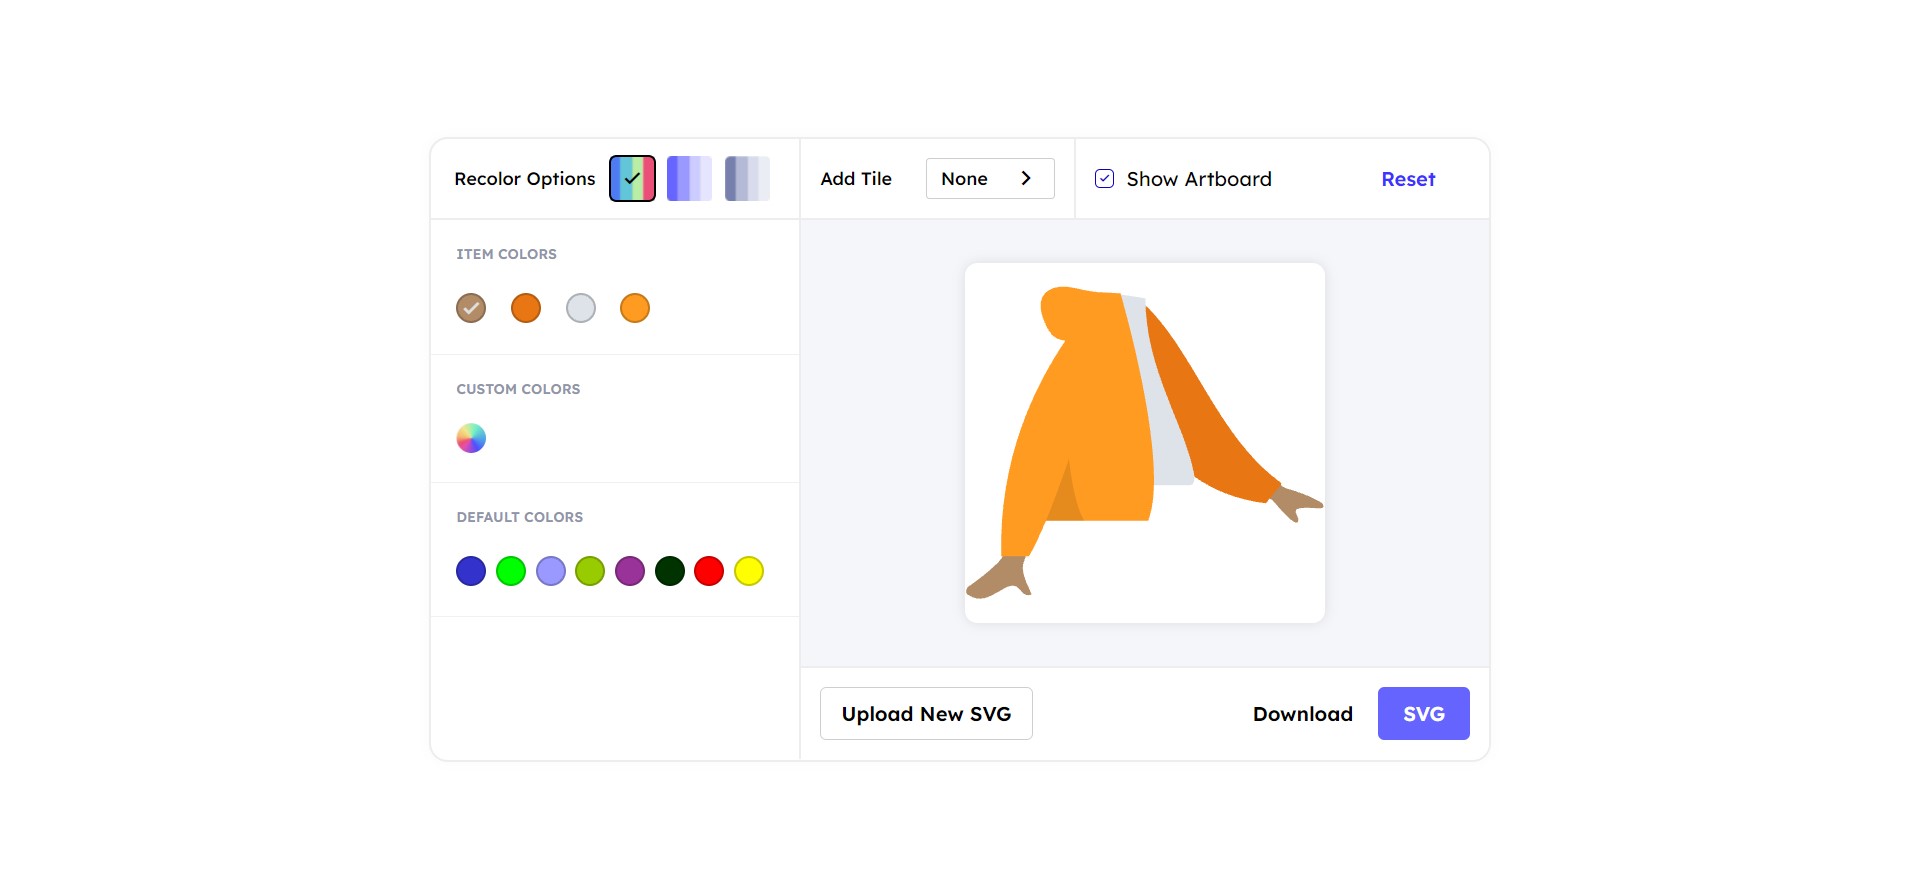 Recolor Options
Add Tile
None
Show Artboard
Reset
ITEM COLORS
CUSTOM COLORS
DEFAULT COLORS
Upload New SVG
Download
SVG